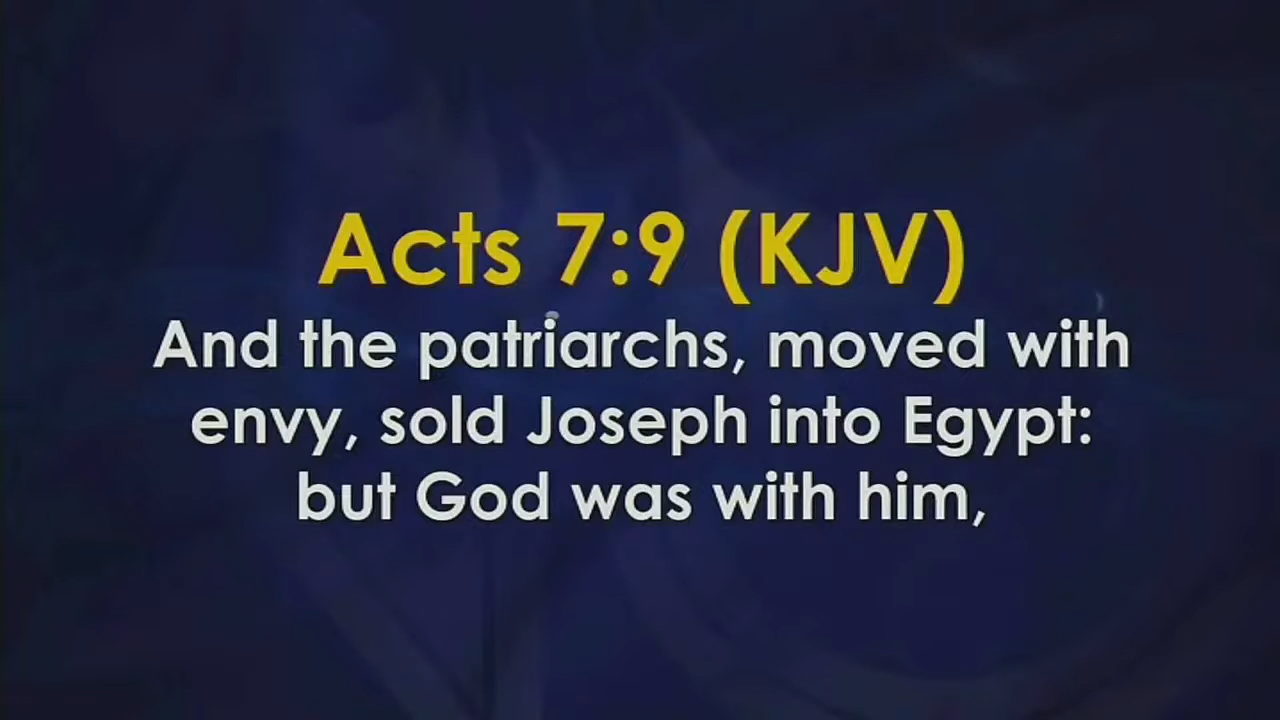 Acts 7:9 (KJV)
And the patriarchs, moved with
envy, sold Joseph into Egypt:
but God was with him,